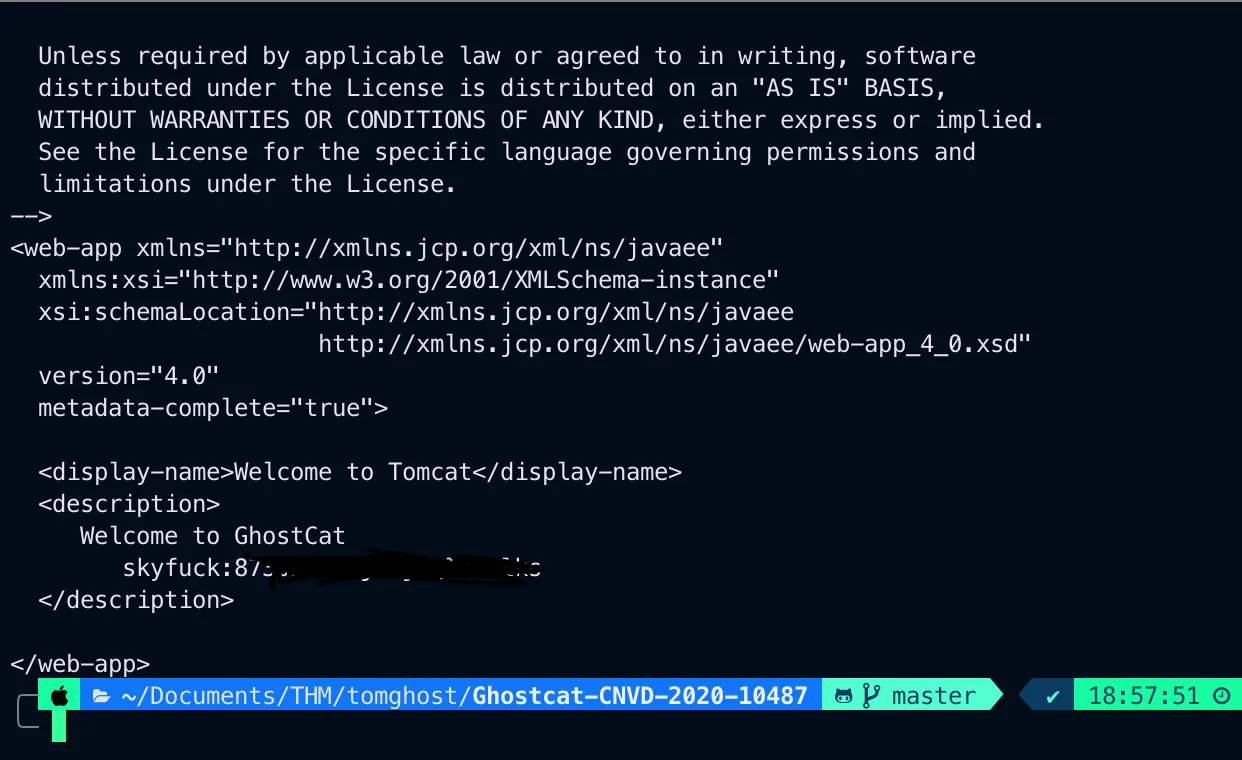 Unless required by applicable law or agreed to in writing, software
distributed under the License is distributed on an "AS IS" BASIS,
WITHOUT WARRANTIES OR CONDITIONS OF ANY KIND, either express or implied.
See the License for the specific language governing permissions and
limitations under the License.
-->
<web-app xmlns="http://xmlns.jcp.org/xml/ns/javaee"
xmlns:xsi="http://www.w3.org/2001/XMLSchema-instance"
xsi:schemaLocation="http://xmlns.jcp.org/xml/ns/javaee
http://xmlns.jcp.org/xml/ns/javaee/web-app_4_0.xsd"
version="4.0"
metadata-complete="true">
<display-name>Welcome to Tomcat</display-name>
<description>
Welcome to GhostCat
skyfuck:
</description>
</web-app>
~/Documents/THM/tomghost/Ghostcat-CNVD-2020-10487 master ✔ 18:57:51